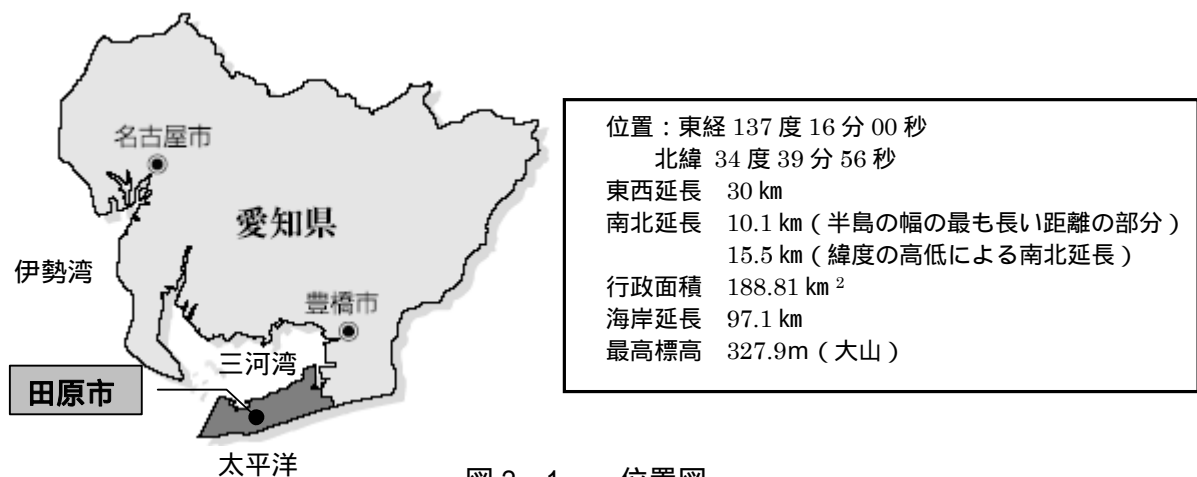 名古屋市
愛知県
伊勢湾
豊橋市
三河湾
田原市
太平洋
位置：東経 137 度 16 分 00 秒
北緯 34 度 39 分 56 秒
東西延長 30 ㎞
南北延長 10.1 ㎞（半島の幅の最も長い距離の部分）
15.5 ㎞（緯度の高低による南北延長）
行政面積 188.81 ㎞ ²
海岸延長 97.1 ㎞
最高標高 327.9m（大山）